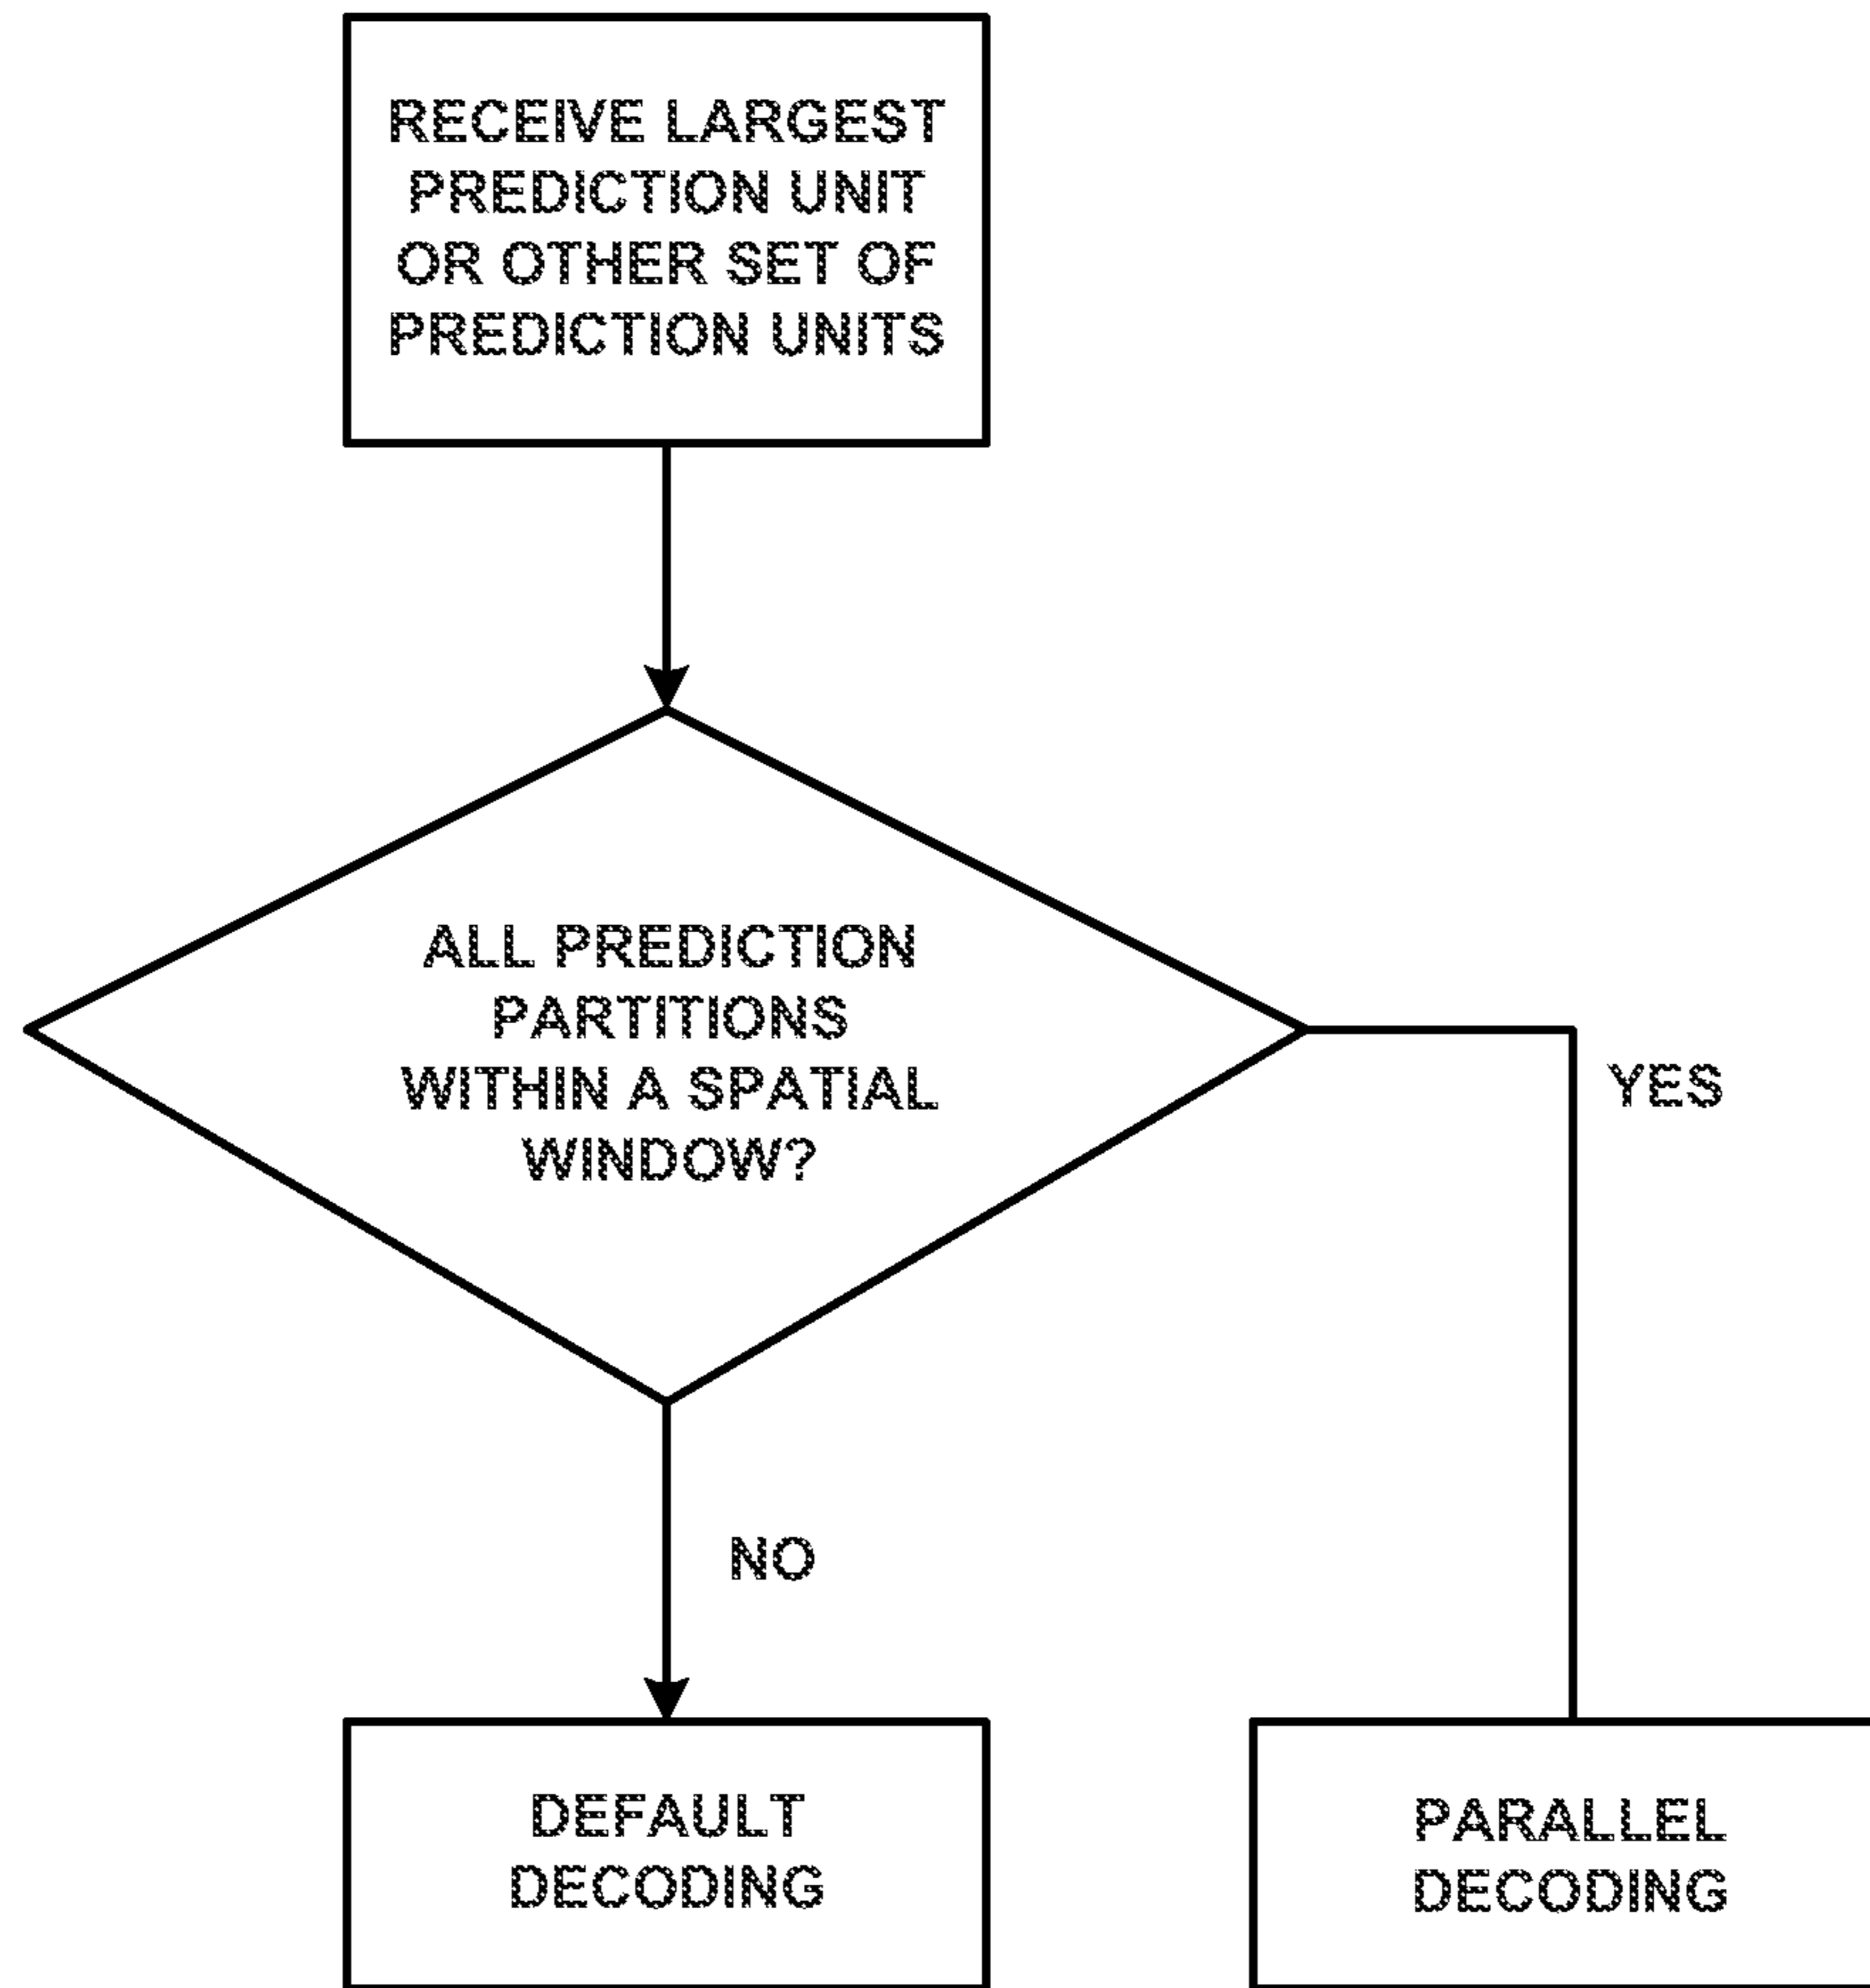 RECEIVE LARGEST
PREDICTION UNIT
OR OTHER SET OF
PREDICTION UNITS
ALL PREDICTION
PARTITIONS
WITHIN A SPATIAL
WINDOW?
YES
NO
DEFAULT
DECODING
PARALLEL
DECODING